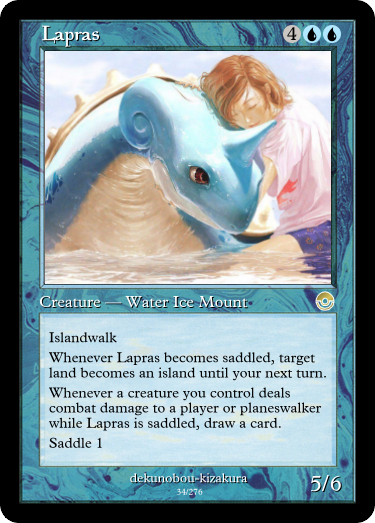 Lapras 4
Creature — Water Ice Mount
Islandwalk
Whenever Lapras becomes saddled, target
land becomes an island until your next turn.
Whenever a creature you control deals
combat damage to a player or planeswalker
while Lapras is saddled, draw a card.
Saddle 1
dekunobou-kizakura
34/276
5/6